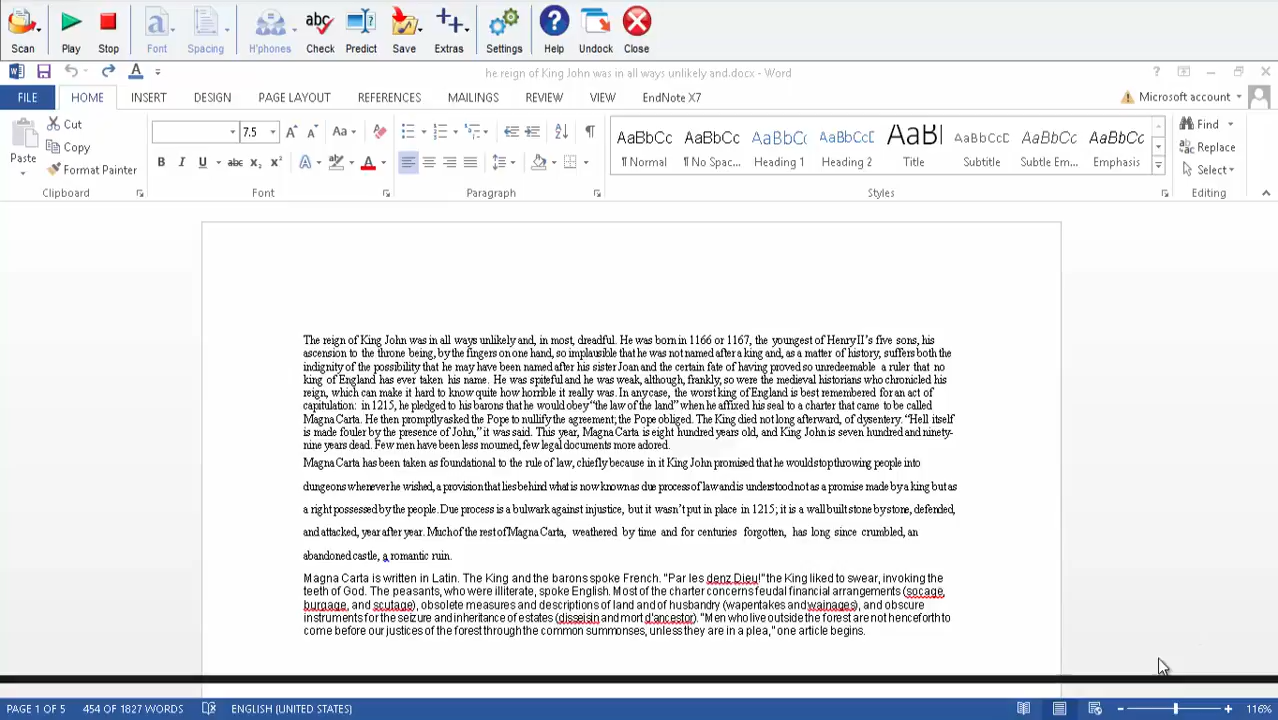 Scan Play Stop Font Spacing H'phones Check Predict Save Extras Settings Help Undock Close
he reign of King John was in all ways unlikely and.docx - Word
FILE HOME INSERT DESIGN PAGE LAYOUT REFERENCES MAILINGS REVIEW VIEW EndNote X7 Microsoft account
Paste Cut Copy Format Painter
7.5
AaBbCc AaBbCc AaBbCc AaBbCcD AaBl AaBbCcC AaBbCc AaBbCc
¶ Normal ¶ No Spac... Heading 1 Heading 2 Title Subtitle Subtle Em... Emphasis
Find Replace Select
Clipboard Font Paragraph Styles Editing
The reign of King John was in all ways unlikely and, in most, dreadful. He was born in 1166 or 1167, the youngest of Henry II's five sons, his
ascension to the throne being, by the fingers on one hand, so implausible that he was not named after a king and, as a matter of history, suffers both the
indignity of the possibility that he may have been named after his sister Joan and the certain fate of having proved so unredeemable a ruler that no
king of England has ever taken his name. He was spiteful and he was weak, although, frankly, so were the medieval historians who chronicled his
reign, which can make it hard to know quite how horrible it really was. In any case, the worst king of England is best remembered for an act of
capitulation: in 1215, he pledged to his barons that he would obey "the law of the land" when he affixed his seal to a charter that came to be called
Magna Carta. He then promptly asked the Pope to nullify the agreement; the Pope obliged. The King died not long afterward, of dysentery. "Hell itself
is made fouler by the presence of John," it was said. This year, Magna Carta is eight hundred years old, and King John is seven hundred and ninety-
nine years dead. Few men have been less mourned, few legal documents more adored.
Magna Carta has been taken as foundational to the rule of law, chiefly because in it King John promised that he would stop throwing people into
dungeons whenever he wished, a provision that lies behind what is now known as due process of law and is understood not as a promise made by a king but as
a right possessed by the people. Due process is a bulwark against injustice, but it wasn't put in place in 1215; it is a wall built stone by stone, defended,
and attacked, year after year. Much of the rest of Magna Carta, weathered by time and for centuries forgotten, has long since crumbled, an
abandoned castle, a romantic ruin.
Magna Carta is written in Latin. The King and the barons spoke French. "Par les denz Dieu!" the King liked to swear, invoking the
teeth of God. The peasants, who were illiterate, spoke English. Most of the charter concerns feudal financial arrangements (socage,
burgage, and scutage), obsolete measures and descriptions of land and of husbandry (wapentakes and wainages), and obscure
instruments for the seizure and inheritance of estates (disseisin and mort d'ancestor). "Men who live outside the forest are not henceforth to
come before our justices of the forest through the common summonses, unless they are in a plea," one article begins.
PAGE 1 OF 5 454 OF 1827 WORDS ENGLISH (UNITED STATES) 116%